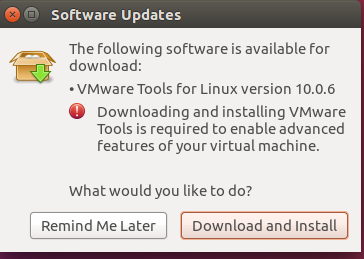 Software Updates
The following software is available for
download:
• VMware Tools for Linux version 10.0.6
Downloading and installing VMware
Tools is required to enable advanced
features of your virtual machine.
What would you like to do?
Remind Me Later
Download and Install